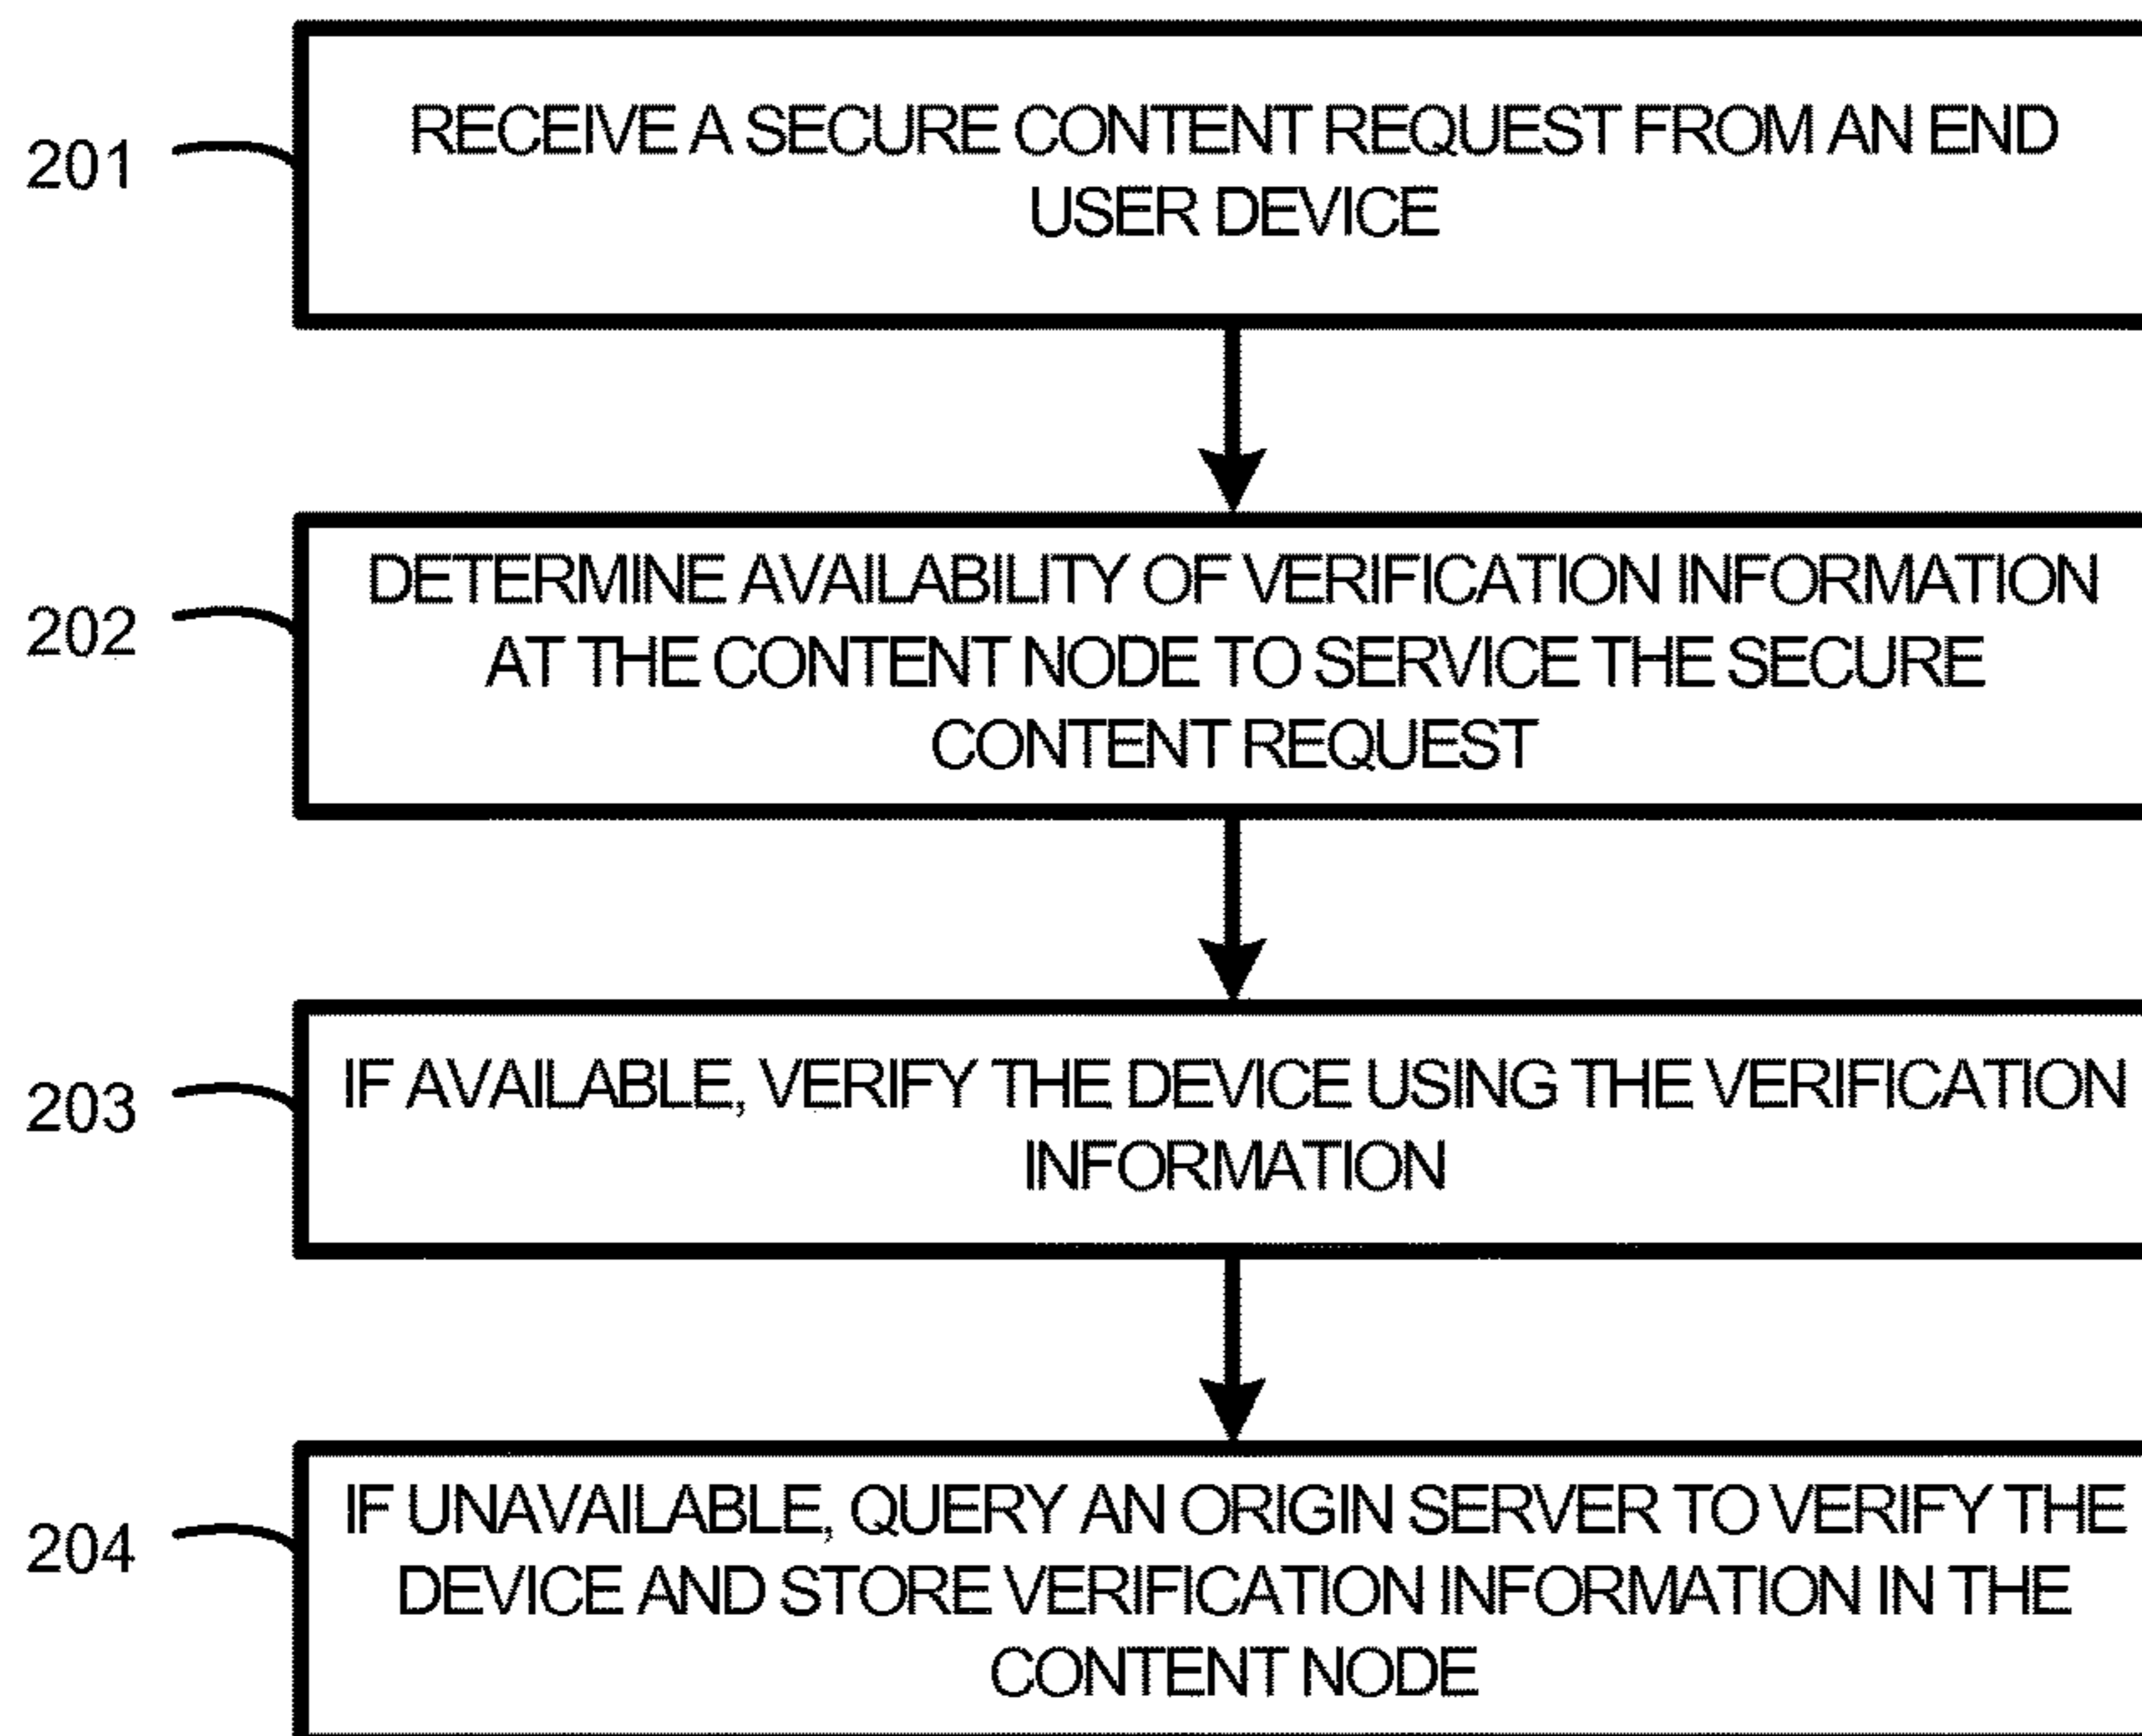 201
RECEIVE A SECURE CONTENT REQUEST FROM AN END
USER DEVICE
202
DETERMINE AVAILABILITY OF VERIFICATION INFORMATION
AT THE CONTENT NODE TO SERVICE THE SECURE
CONTENT REQUEST
203
IF AVAILABLE, VERIFY THE DEVICE USING THE VERIFICATION
INFORMATION
204
IF UNAVAILABLE, QUERY AN ORIGIN SERVER TO VERIFY THE
DEVICE AND STORE VERIFICATION INFORMATION IN THE
CONTENT NODE